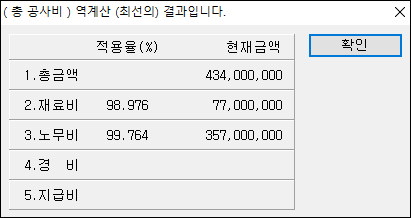 ( 총 공사비 ) 역계산 (최선의) 결과입니다.
적용율(%) 현재금액
확인
1.총금액 434,000,000
2.재료비 98.976 77,000,000
3.노무비 99.764 357,000,000
4.경 비
5.지급비